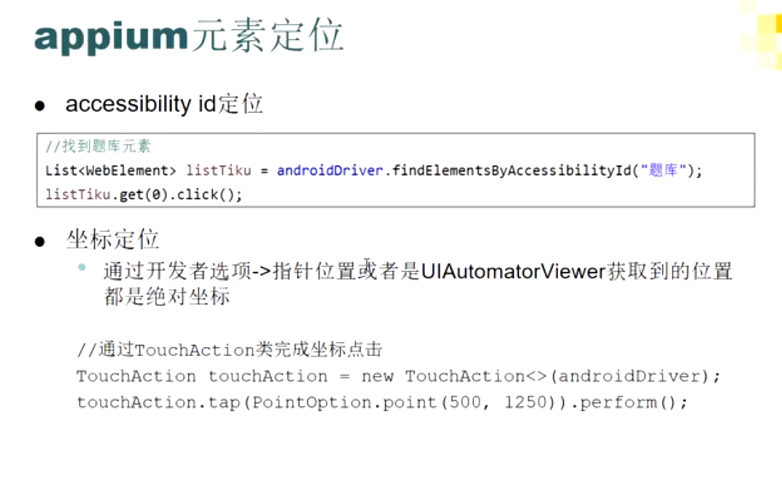 appium元素定位
accessibility id定位
//找到题库元素
List<WebElement> listTiku = androidDriver.findElementsByAccessibilityId("题库");
listTiku.get(0).click();
坐标定位
通过开发者选项->指针位置或者是UIAutomatorViewer获取到的位置
都是绝对坐标
//通过TouchAction类完成坐标点击
TouchAction touchAction = new TouchAction<>(androidDriver);
touchAction.tap(PointOption.point(500, 1250)).perform();